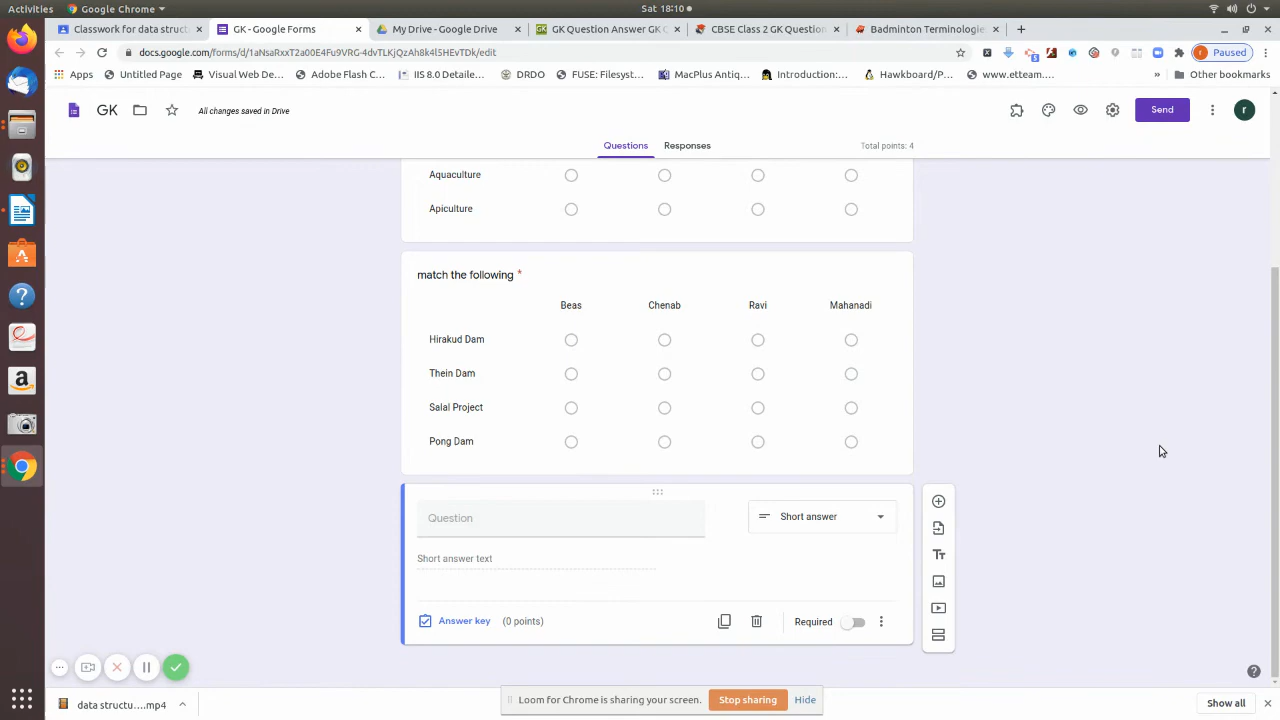 Activities
Google Chrome
Sat 18:10
Classwork for data struct
GK - Google Forms
My Drive - Google Drive
GK Question Answer GK C
CBSE Class 2 GK Question
Badminton Terminologie
docs.google.com/forms/d/1aNsaRxxT2a00E4Fu9VRG-4dvTLKjQzAh8k4l5HEvTDk/edit
5
r
Paused
Apps
Untitled Page
Visual Web De...
Adobe Flash C...
IIS 8.0 Detaile...
DRDO
FUSE: Filesyst...
MacPlus Antiq...
Introduction:...
Hawkboard/P...
www.etteam....
»
Other bookmarks
GK
All changes saved in Drive
Send
r
Questions
Responses
Total points: 4
Aquaculture
Apiculture
match the following *
Beas
Chenab
Ravi
Mahanadi
Hirakud Dam
Thein Dam
Salal Project
Pong Dam
Question
Short answer
Short answer text
Answer key
(0 points)
Required
Loom for Chrome is sharing your screen.
Stop sharing
Hide
data structu....mp4
Show all